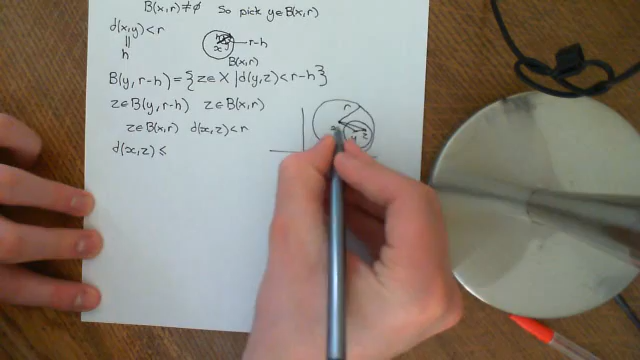 B(x,r)≠∅ So pick y∈B(x,r)
d(x,y)<r
h
h
r-h
x
y
B(x,r)
B(y,r-h)={z∈X|d(y,z)<r-h}
z∈B(y,r-h) z∈B(x,r)
z∈B(x,r) d(x,z)<r
d(x,z)≤
r
z
y